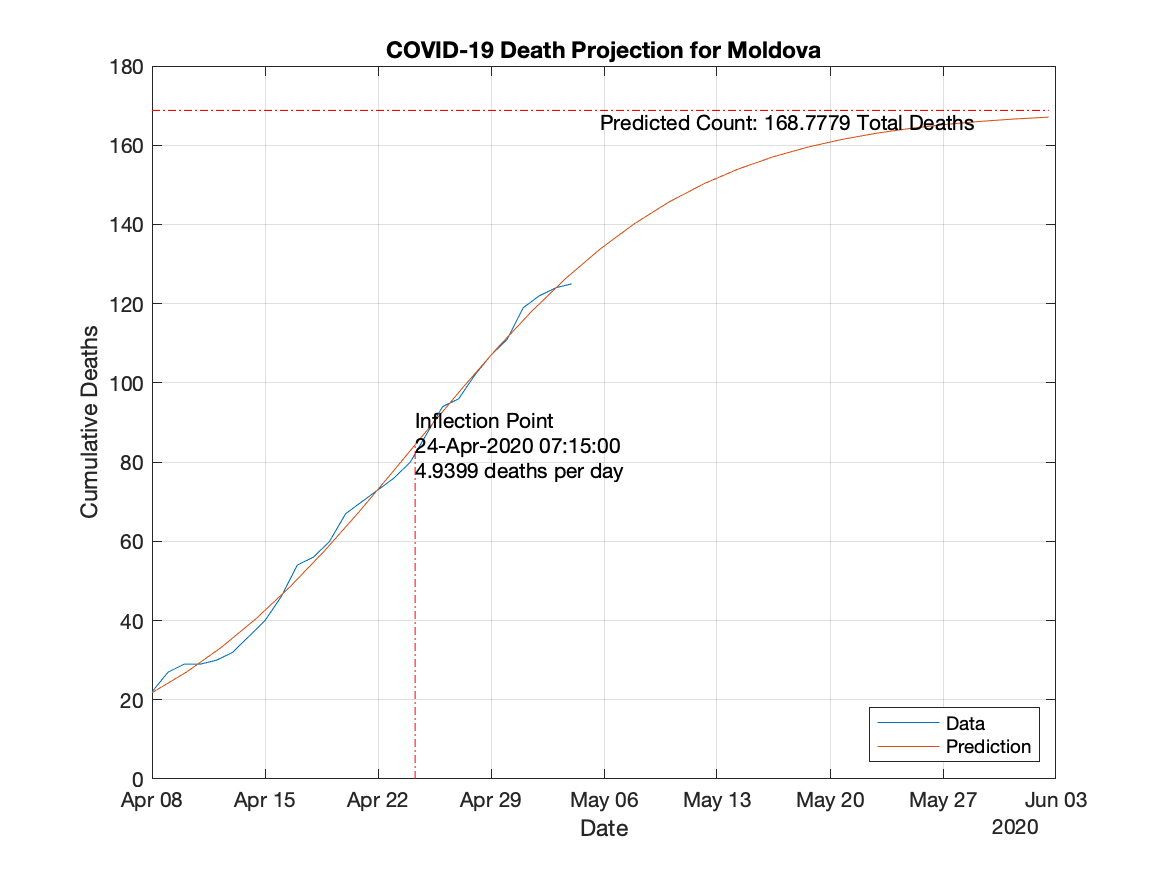 COVID-19 Death Projection for Moldova
180
160
140
120
100
80
60
40
20
0
Cumulative Deaths
Predicted Count: 168.7779 Total Deaths
Inflection Point
24-Apr-2020 07:15:00
4.9399 deaths per day
Data
Prediction
Apr 08 Apr 15 Apr 22 Apr 29 May 06 May 13 May 20 May 27 Jun 03
2020
Date